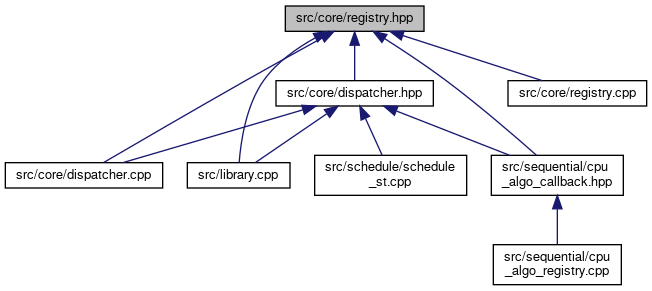 src/core/registry.hpp
src/core/dispatcher.hpp
src/core/registry.cpp
src/core/dispatcher.cpp
src/library.cpp
src/schedule/schedule
_st.cpp
src/sequential/cpu
_algo_callback.hpp
src/sequential/cpu
_algo_registry.cpp